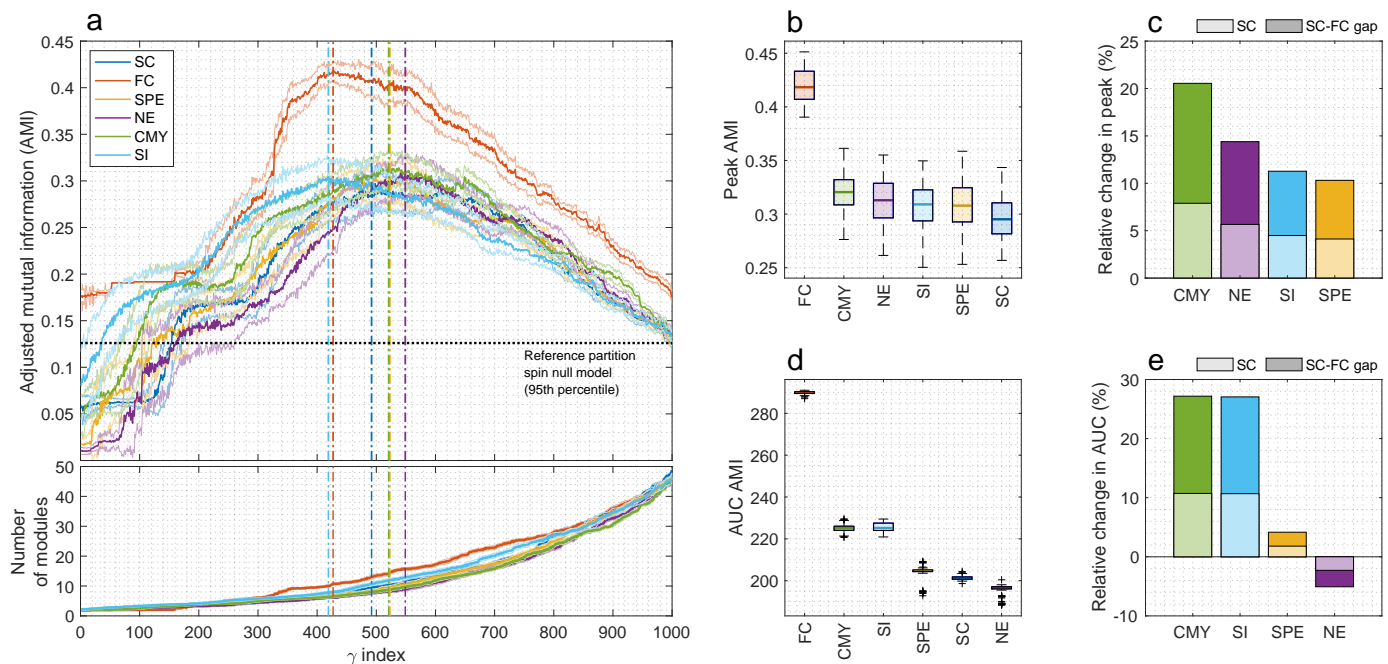 a
0.45
0.4
0.35
0.3
0.25
0.2
0.15
0.1
0.05
Adjusted mutual information (AMI)
SC
FC
SPE
NE
CMY
SI
Reference partition
spin null model
(95th percentile)
50
40
30
20
10
0
Number
of modules
0 100 200 300 400 500 600 700 800 900 1000
γ index
b
0.45
0.4
0.35
0.3
0.25
Peak AMI
FC CMY NE SI SPE SC
c
SC SC-FC gap
25
20
15
10
5
0
Relative change in peak (%)
CMY NE SI SPE
d
280
260
240
220
200
AUC AMI
FC CMY SI SPE SC NE
e
SC SC-FC gap
30
20
10
0
-10
Relative change in AUC (%)
CMY SI SPE NE